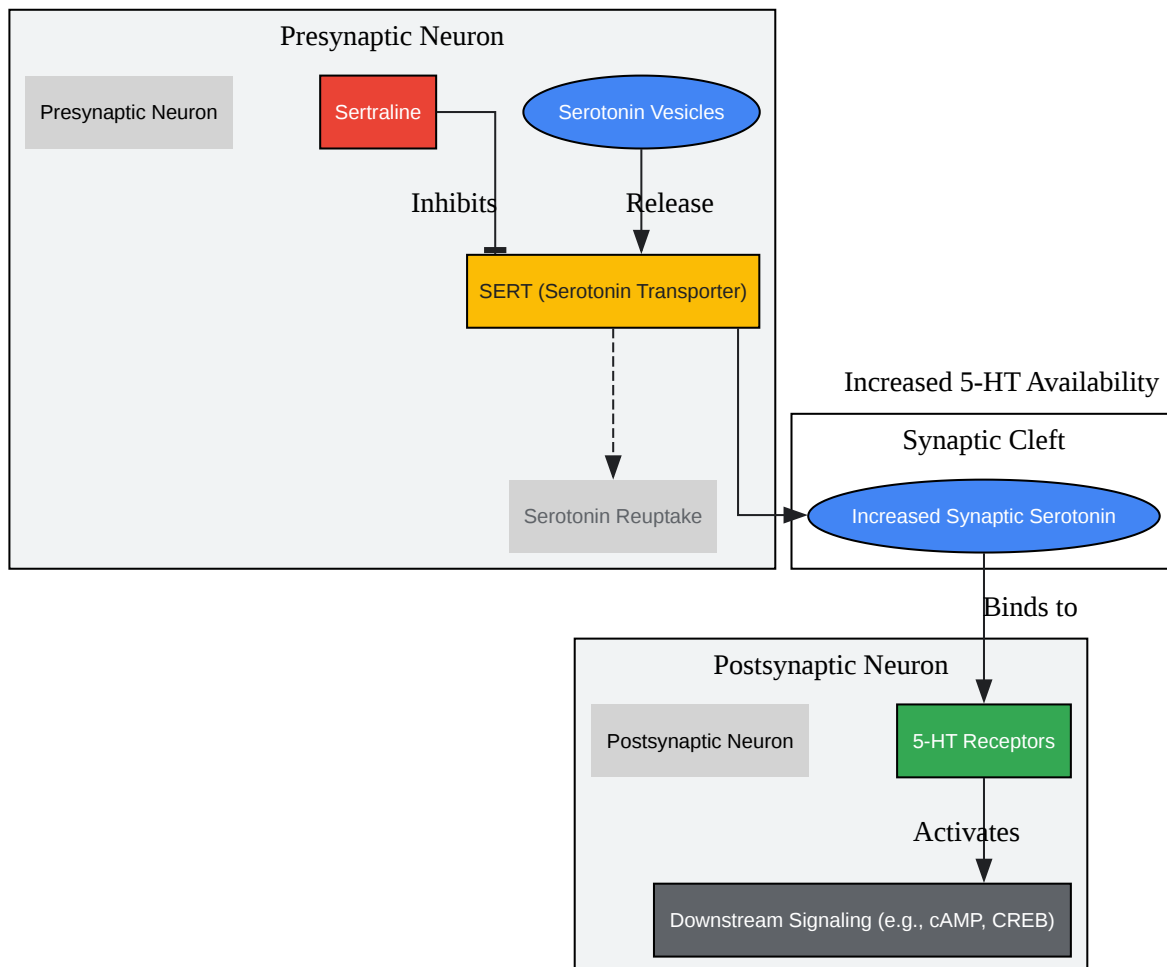 Presynaptic Neuron
Presynaptic Neuron
Sertraline
Serotonin Vesicles
Inhibits
Release
SERT (Serotonin Transporter)
Increased 5-HT Availability
Synaptic Cleft
Serotonin Reuptake
Increased Synaptic Serotonin
Binds to
Postsynaptic Neuron
Postsynaptic Neuron
5-HT Receptors
Activates
Downstream Signaling (e.g., cAMP, CREB)